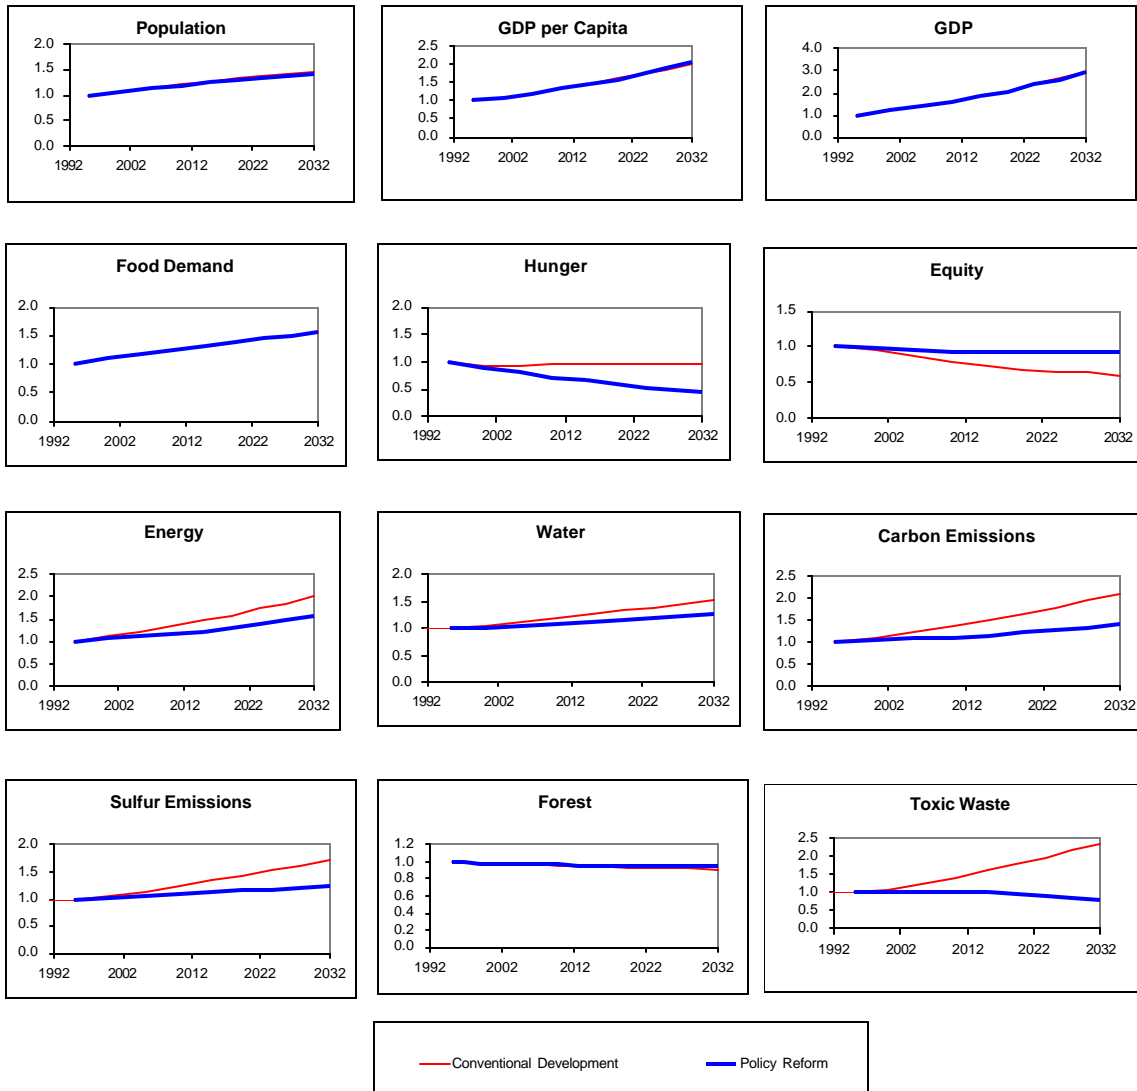 Population
2.0
1.5
1.0
0.5
0.0
1992 2002 2012 2022 2032
GDP per Capita
2.5
2.0
1.5
1.0
0.5
0.0
1992 2002 2012 2022 2032
GDP
4.0
3.0
2.0
1.0
0.0
1992 2002 2012 2022 2032
Food Demand
2.0
1.5
1.0
0.5
0.0
1992 2002 2012 2022 2032
Hunger
2.0
1.5
1.0
0.5
0.0
1992 2002 2012 2022 2032
Equity
1.5
1.0
0.5
0.0
1992 2002 2012 2022 2032
Energy
2.5
2.0
1.5
1.0
0.5
0.0
1992 2002 2012 2022 2032
Water
2.0
1.5
1.0
0.5
0.0
1992 2002 2012 2022 2032
Carbon Emissions
2.5
2.0
1.5
1.0
0.5
0.0
1992 2002 2012 2022 2032
Sulfur Emissions
2.0
1.5
1.0
0.5
0.0
1992 2002 2012 2022 2032
Forest
1.2
1.0
0.8
0.6
0.4
0.2
0.0
1992 2002 2012 2022 2032
Toxic Waste
2.5
2.0
1.5
1.0
0.5
0.0
1992 2002 2012 2022 2032
Conventional Development Policy Reform